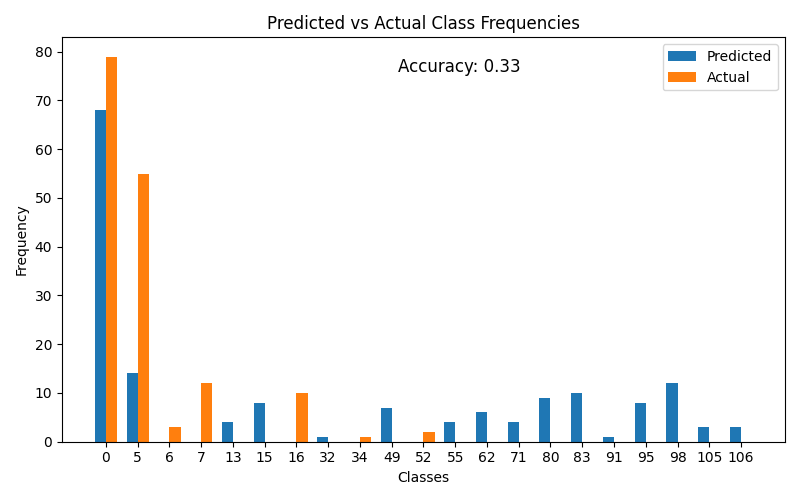 Predicted vs Actual Class Frequencies
Accuracy: 0.33
Predicted
Actual
Frequency
80
70
60
50
40
30
20
10
0
0 5 6 7 13 15 16 32 34 49 52 55 62 71 80 83 91 95 98 105 106
Classes